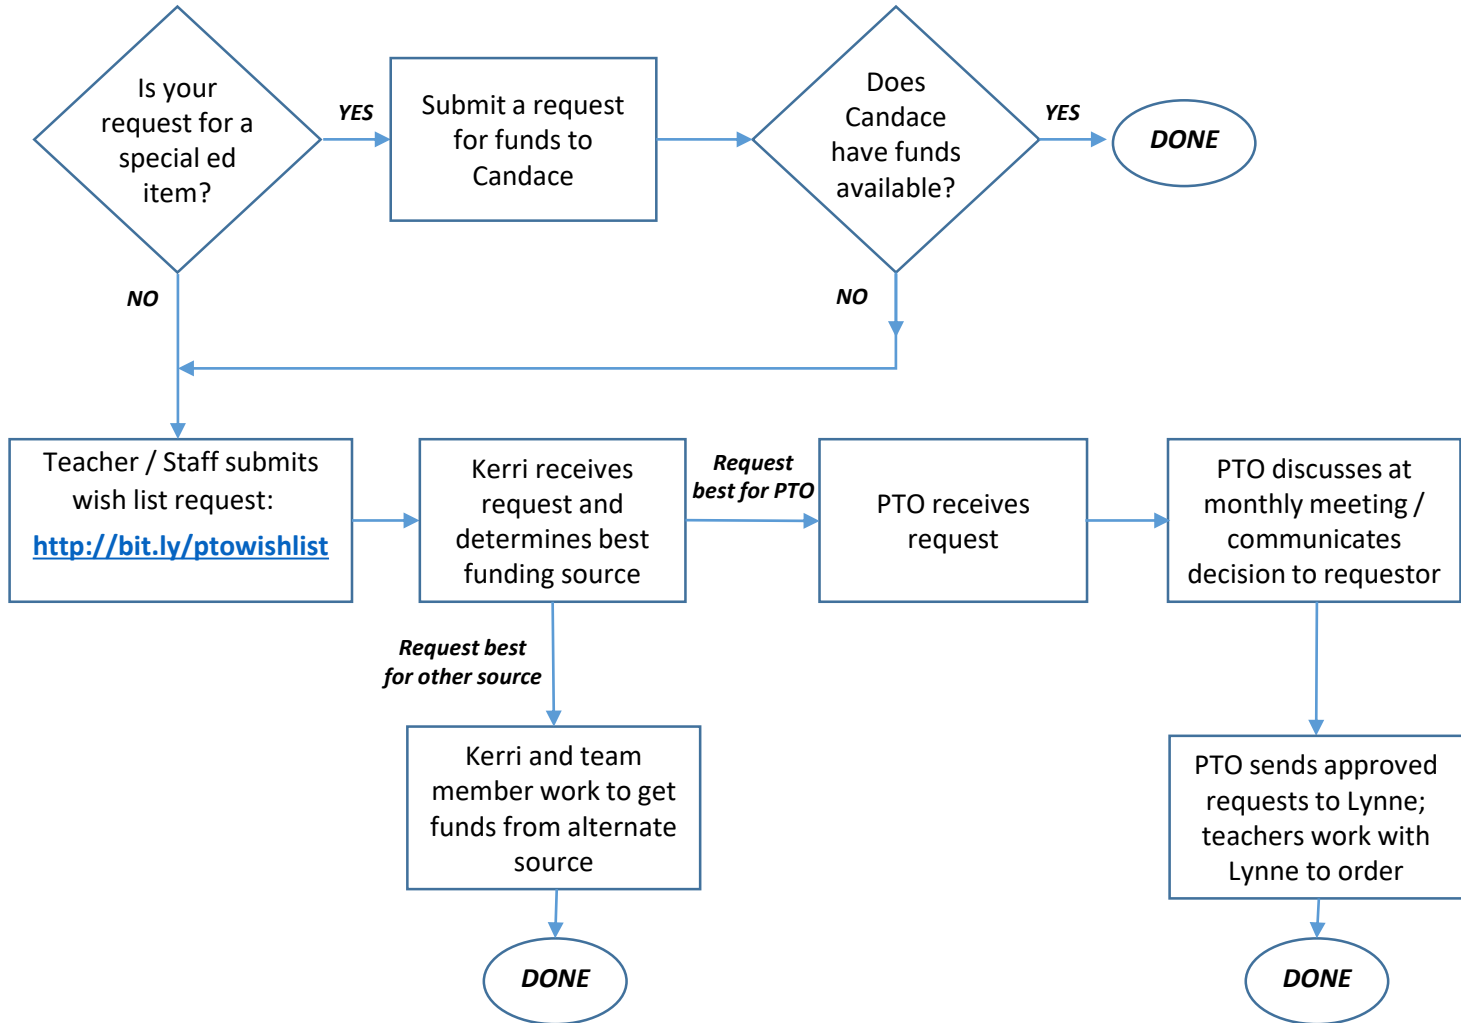 Is your
request for a
special ed
item?
YES
Submit a request
for funds to
Candace
Does
Candace
have funds
available?
YES
DONE
NO
NO
Teacher / Staff submits
wish list request:
http://bit.ly/ptowishlist
Kerri receives
request and
determines best
funding source
Request
best for PTO
PTO receives
request
PTO discusses at
monthly meeting /
communicates
decision to requestor
Request best
for other source
Kerri and team
member work to get
funds from alternate
source
PTO sends approved
requests to Lynne;
teachers work with
Lynne to order
DONE
DONE